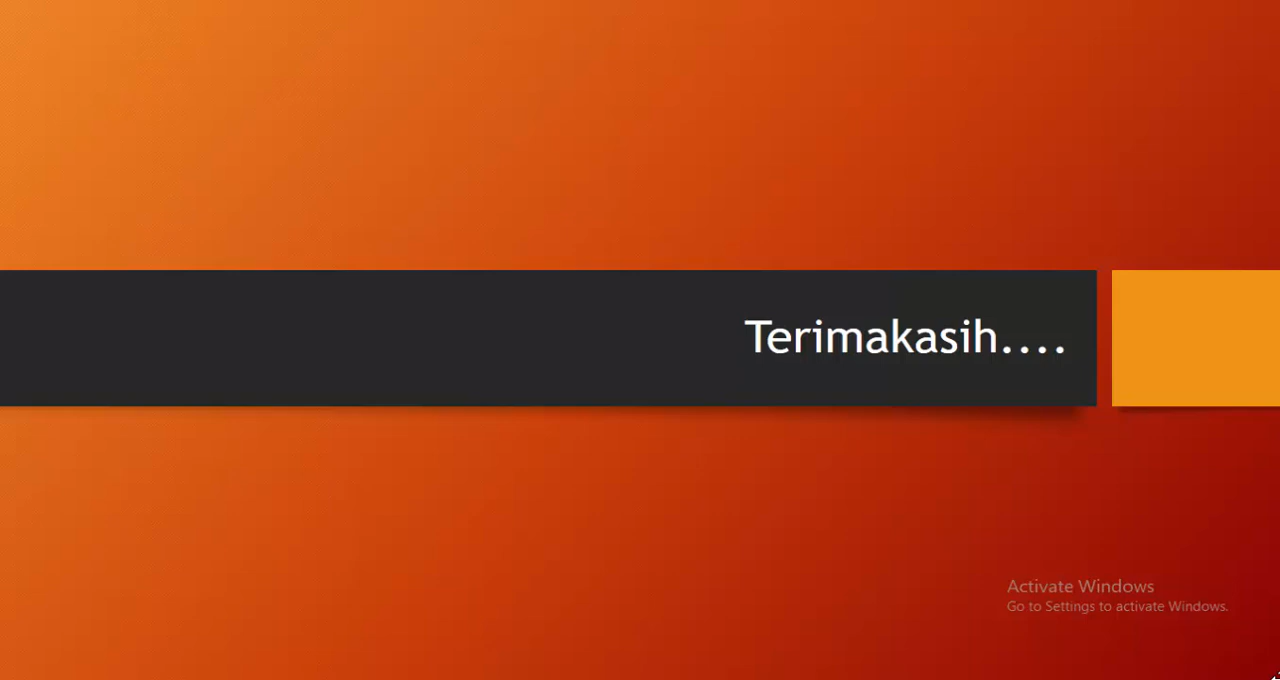 Terimakasih....
Activate Windows
Go to Settings to activate Windows.